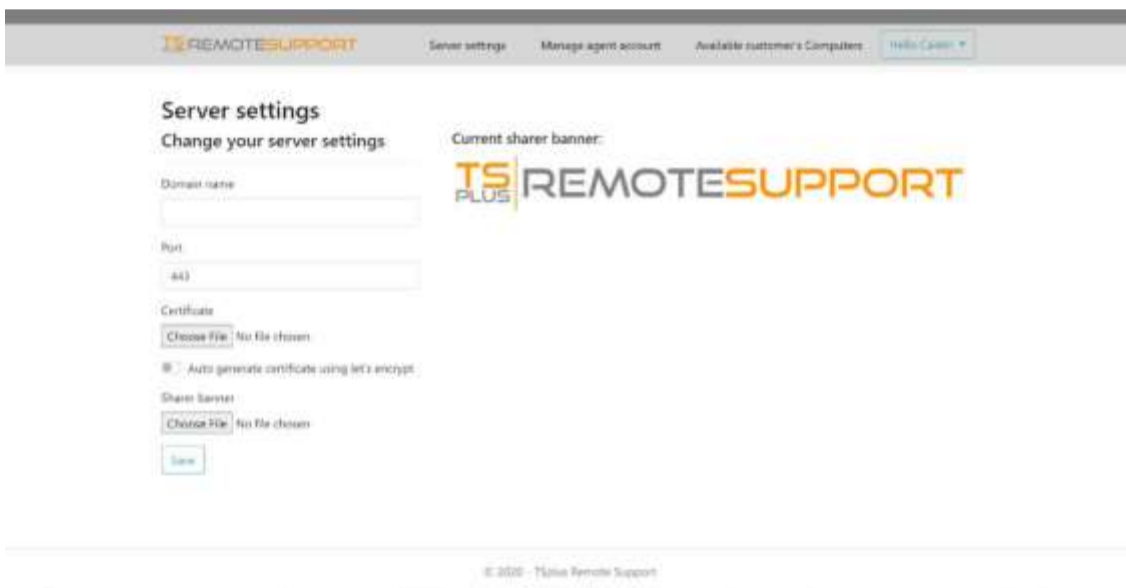 TS REMOTESUPPORT
Server settings Manage agent account Available customer's Computers
Server settings
Change your server settings
Current sharer banner:
TS PLUS REMOTESUPPORT
Domain name
Port
443
Certificate
Choose File No file chosen
Auto generate certificate using let's encrypt
Sharer banner
Choose File No file chosen
Save
© 2020 - TSplus Remote Support